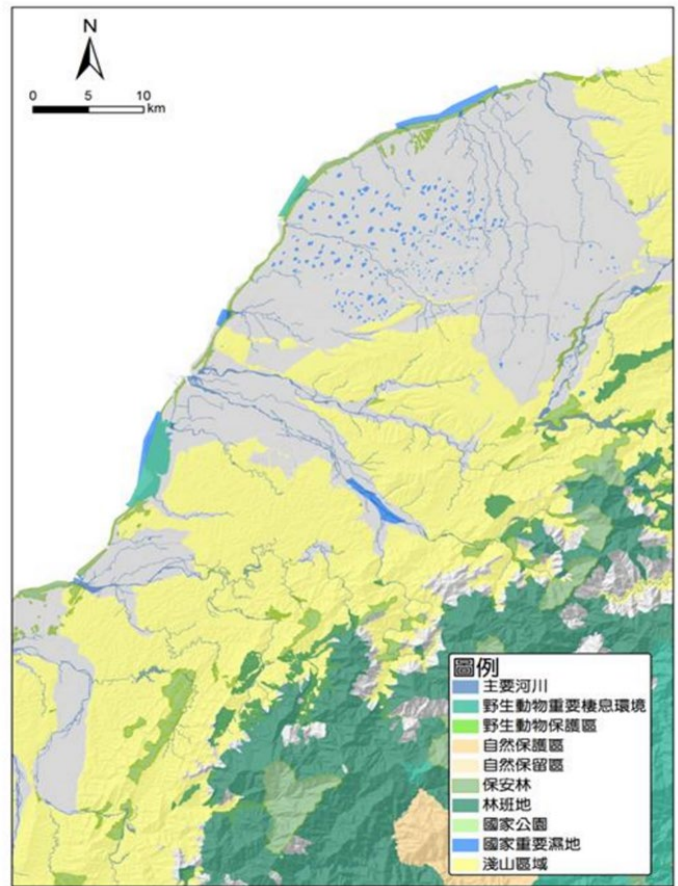 N
0 5 10
km
圖例
主要河川
野生動物重要棲息環境
野生動物保護區
自然保護區
自然保留區
保安林
林班地
國家公園
國家重要濕地
淺山區域